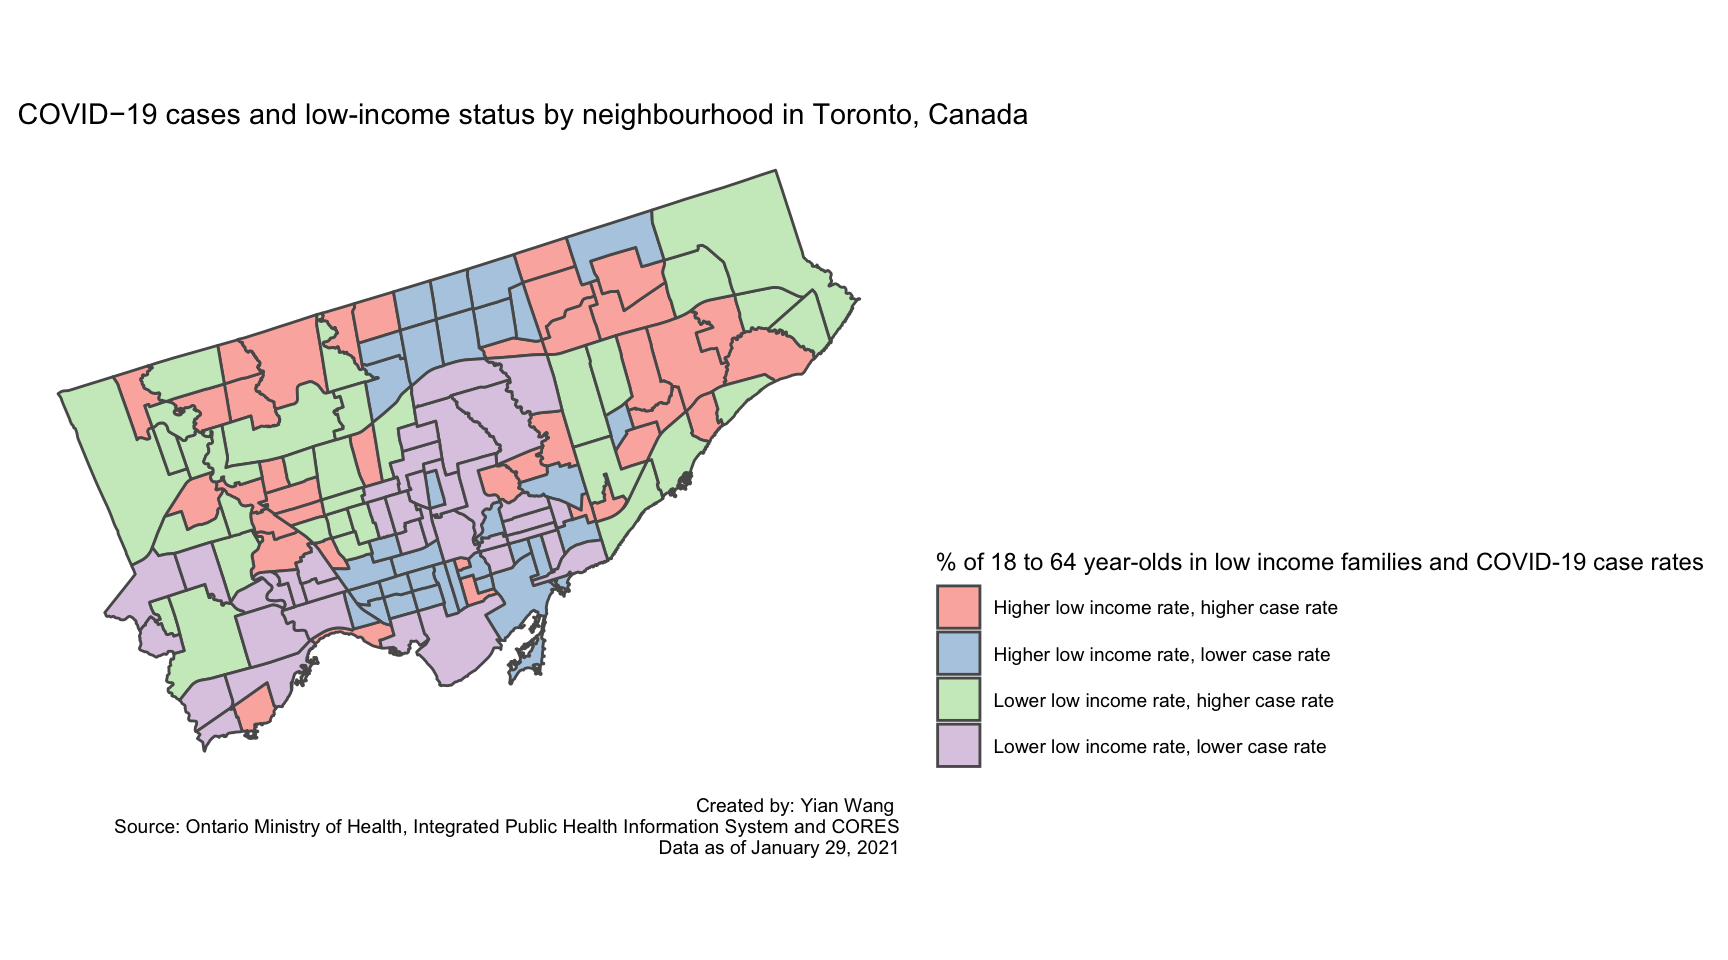 COVID−19 cases and low-income status by neighbourhood in Toronto, Canada
% of 18 to 64 year-olds in low income families and COVID-19 case rates
Higher low income rate, higher case rate
Higher low income rate, lower case rate
Lower low income rate, higher case rate
Lower low income rate, lower case rate
Created by: Yian Wang
Source: Ontario Ministry of Health, Integrated Public Health Information System and CORES
Data as of January 29, 2021